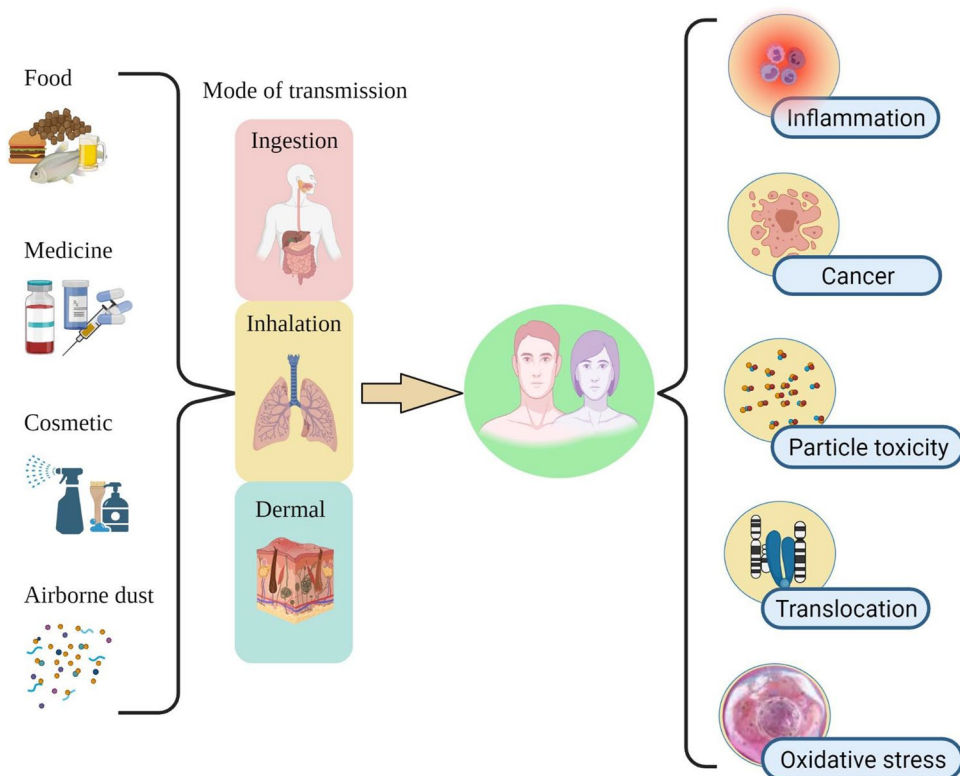 Food
Medicine
Cosmetic
Airborne dust
Mode of transmission
Ingestion
Inhalation
Dermal
Inflammation
Cancer
Particle toxicity
Translocation
Oxidative stress